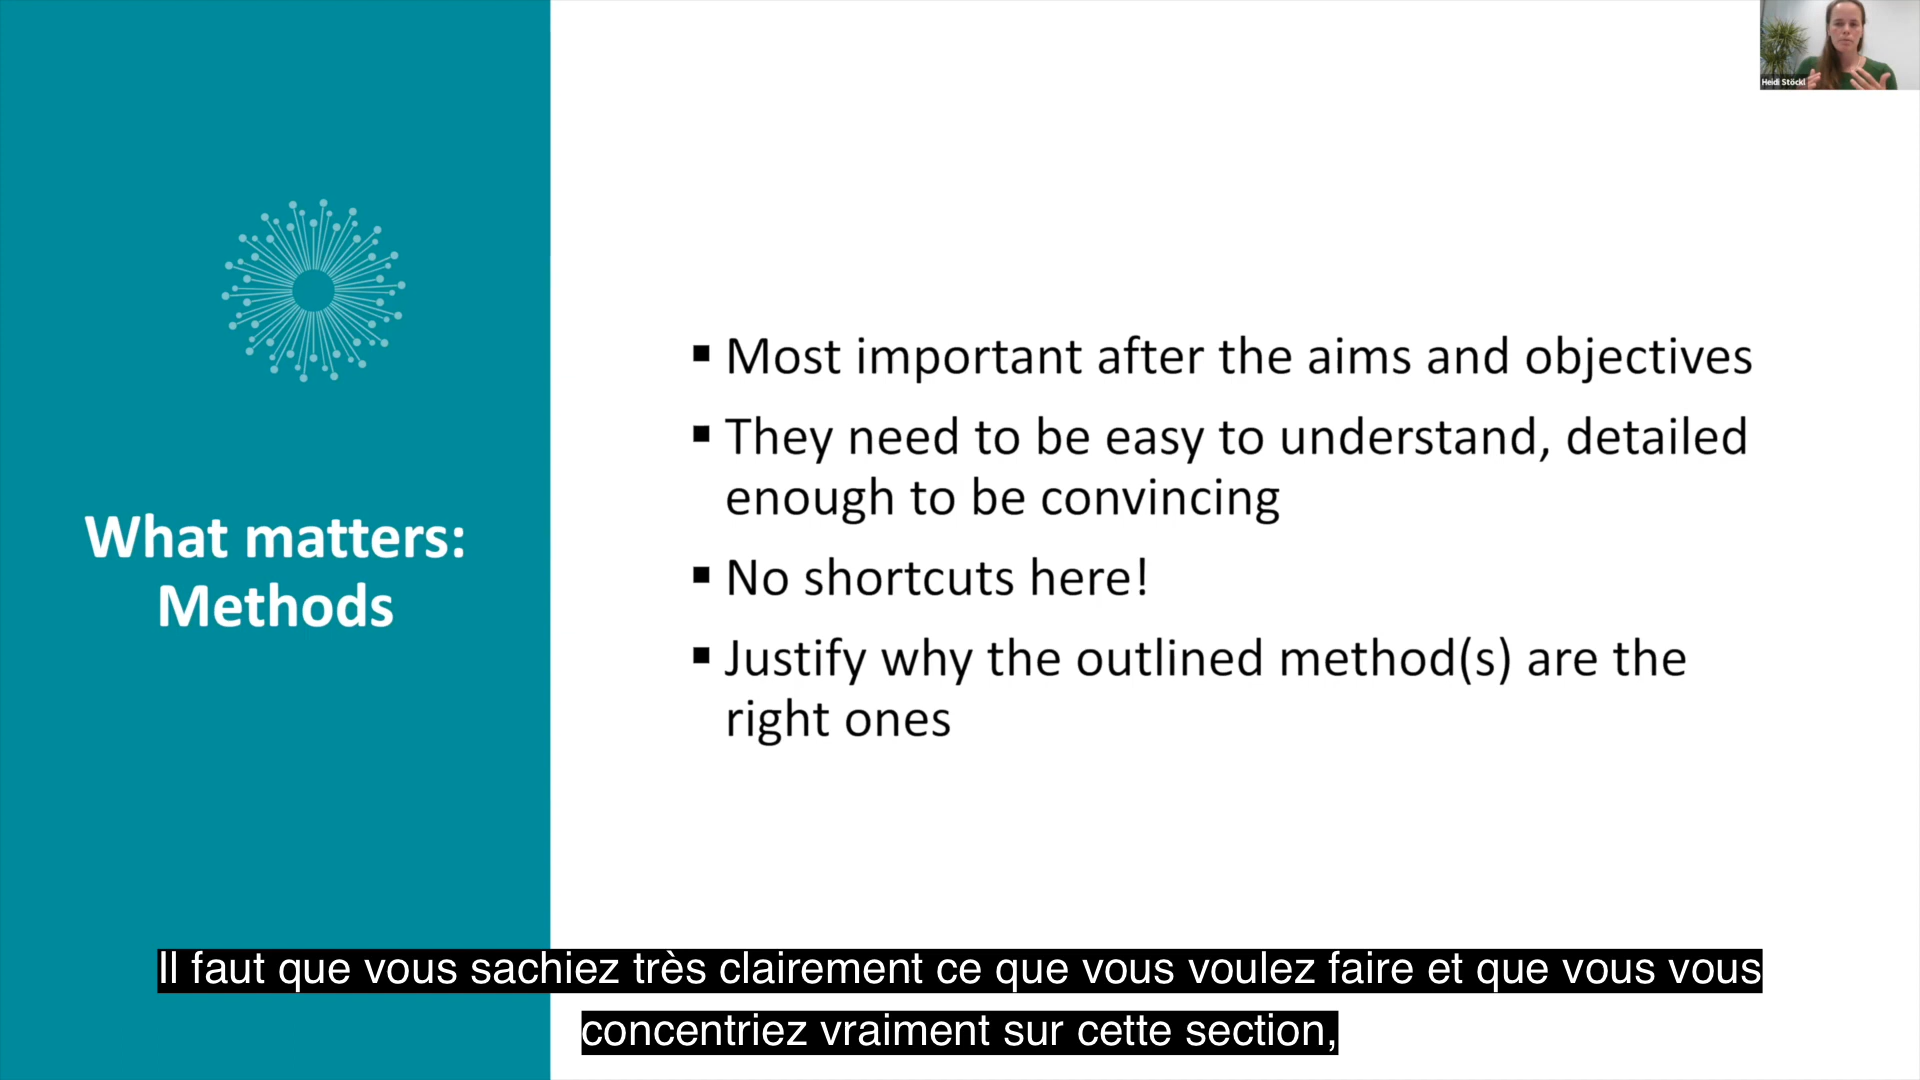 Heidi Stöckl
What matters:
Methods
▪ Most important after the aims and objectives
▪ They need to be easy to understand, detailed
enough to be convincing
▪ No shortcuts here!
▪ Justify why the outlined method(s) are the
right ones
Il faut que vous sachiez très clairement ce que vous voulez faire et que vous vous
concentriez vraiment sur cette section,